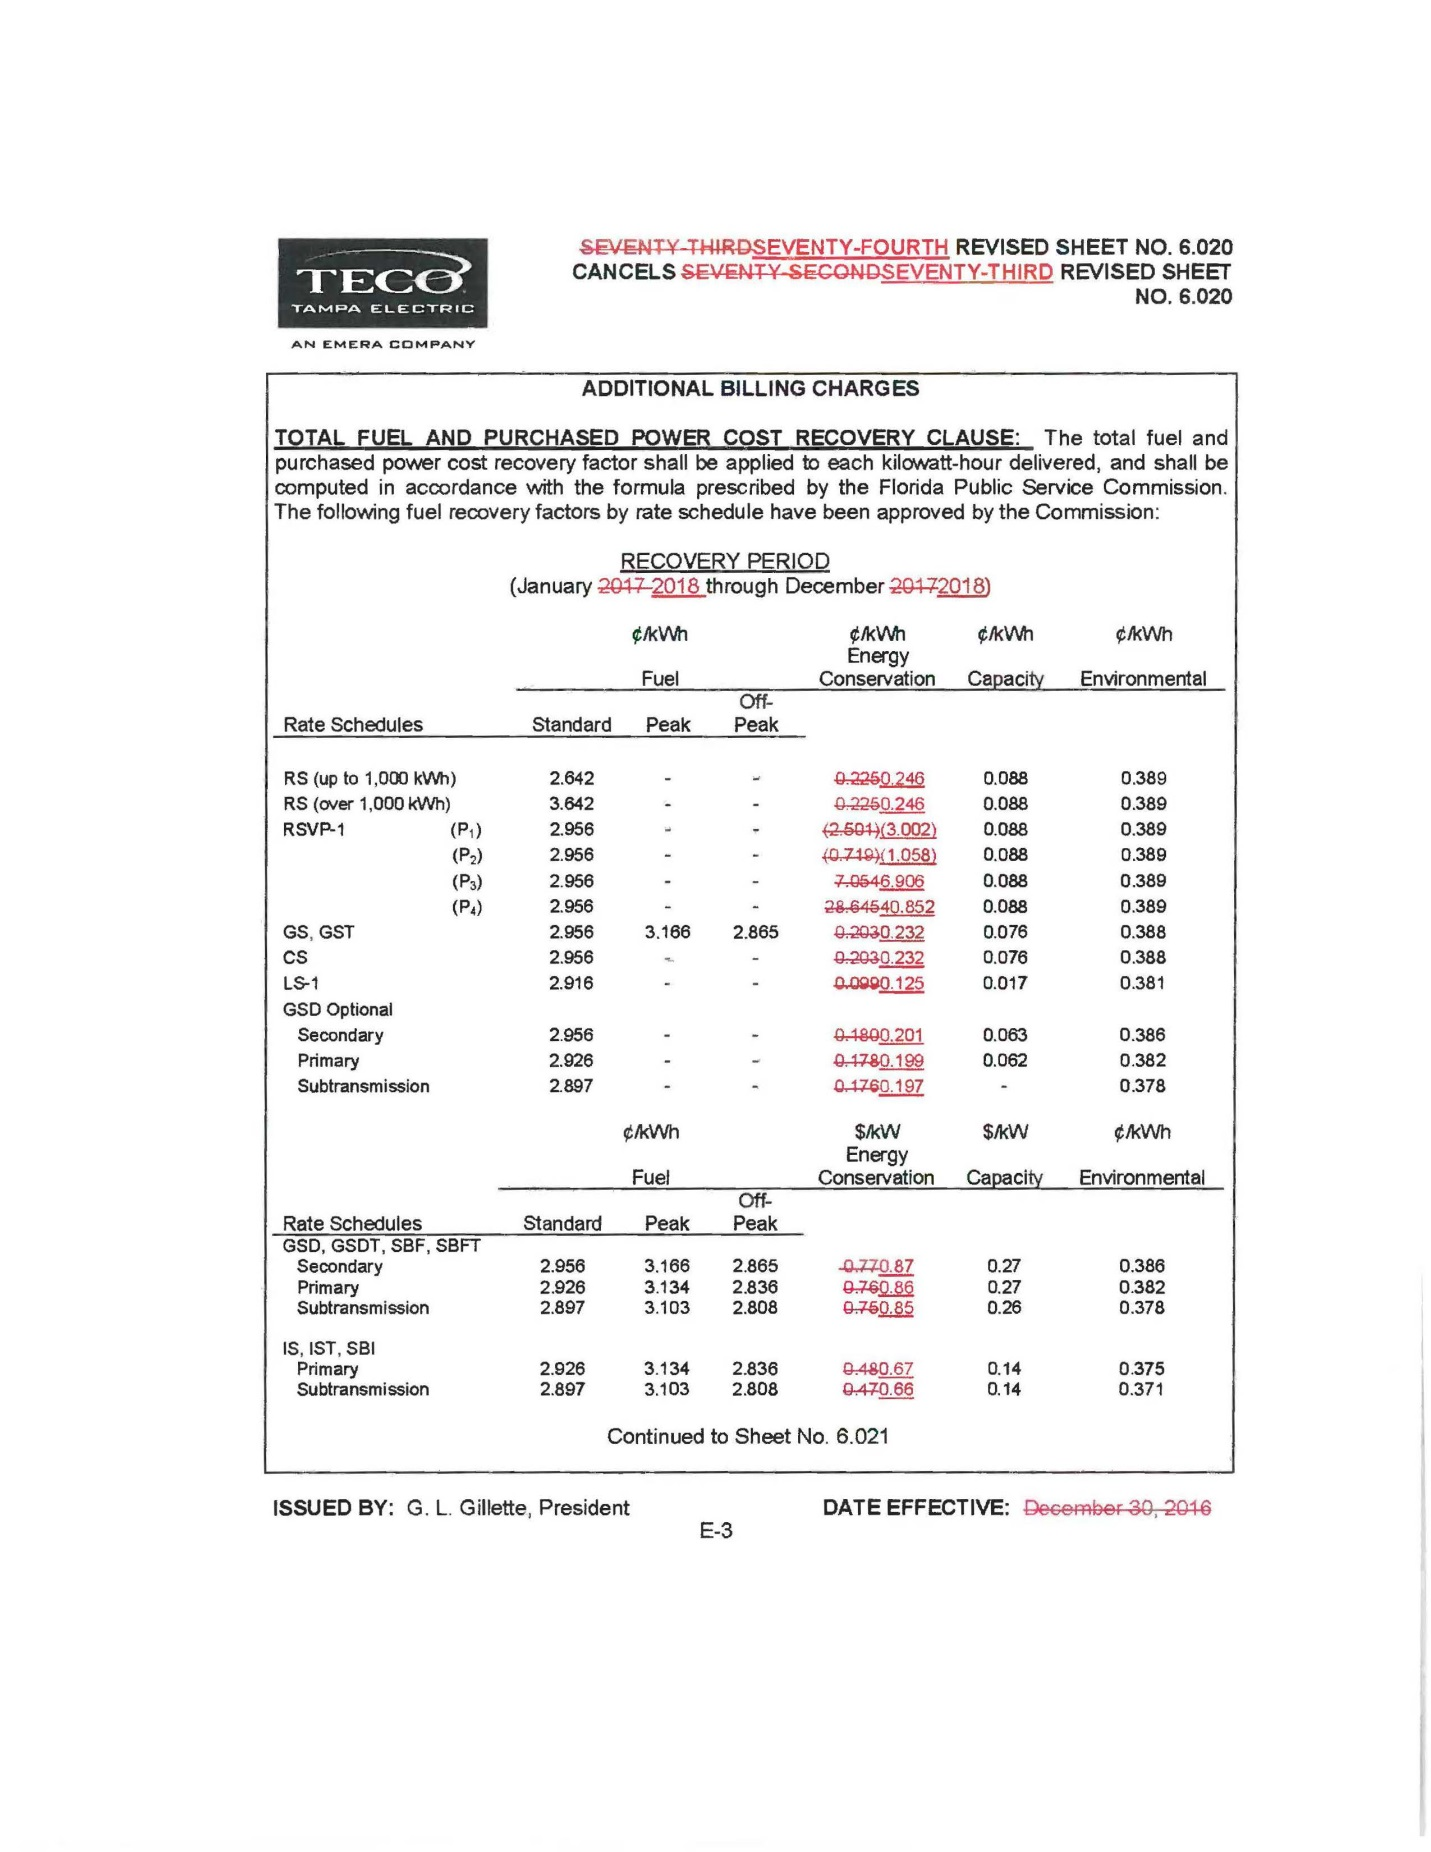 TECO
TAMPA ELECTRIC
AN EMERA COMPANY
SEVENTY-THIRDSEVENTY-FOURTH REVISED SHEET NO. 6.020
CANCELS SEVENTY-SECONDSEVENTY-THIRD REVISED SHEET
NO. 6.020
ADDITIONAL BILLING CHARGES
TOTAL FUEL AND PURCHASED POWER COST RECOVERY CLAUSE: The total fuel and
purchased power cost recovery factor shall be applied to each kilowatt-hour delivered, and shall be
computed in accordance with the formula prescribed by the Florida Public Service Commission.
The following fuel recovery factors by rate schedule have been approved by the Commission:
RECOVERY PERIOD
(January 2017 2018 through December 20172018)
¢/kWh ¢/kWh ¢/kWh ¢/kWh
Energy
Fuel Conservation Capacity Environmental
Off-
Rate Schedules Standard Peak Peak
RS (up to 1,000 kWh) 2.642 - - 0.2250.246 0.088 0.389
RS (over 1,000 kWh) 3.642 - - 0.2250.246 0.088 0.389
RSVP-1 (P₁) 2.956 - - (2.501)(3.002) 0.088 0.389
(P₂) 2.956 - - (0.719)(1.058) 0.088 0.389
(P₃) 2.956 - - 7.0546.906 0.088 0.389
(P₄) 2.956 - - 28.64540.852 0.088 0.389
GS, GST 2.956 3.166 2.865 0.2030.232 0.076 0.388
CS 2.956 - - 0.2030.232 0.076 0.388
LS-1 2.916 - - 0.0990.125 0.017 0.381
GSD Optional
Secondary 2.956 - - 0.1800.201 0.063 0.386
Primary 2.926 - - 0.1780.199 0.062 0.382
Subtransmission 2.897 - - 0.1760.197 - 0.378
¢/kWh $/kW $/kW ¢/kWh
Energy
Fuel Conservation Capacity Environmental
Off-
Rate Schedules Standard Peak Peak
GSD, GSDT, SBF, SBFT
Secondary 2.956 3.166 2.865 0.770.87 0.27 0.386
Primary 2.926 3.134 2.836 0.760.86 0.27 0.382
Subtransmission 2.897 3.103 2.808 0.750.85 0.26 0.378
IS, IST, SBI
Primary 2.926 3.134 2.836 0.480.67 0.14 0.375
Subtransmission 2.897 3.103 2.808 0.470.66 0.14 0.371
Continued to Sheet No. 6.021
ISSUED BY: G. L. Gillette, President DATE EFFECTIVE: December 30, 2016
E-3